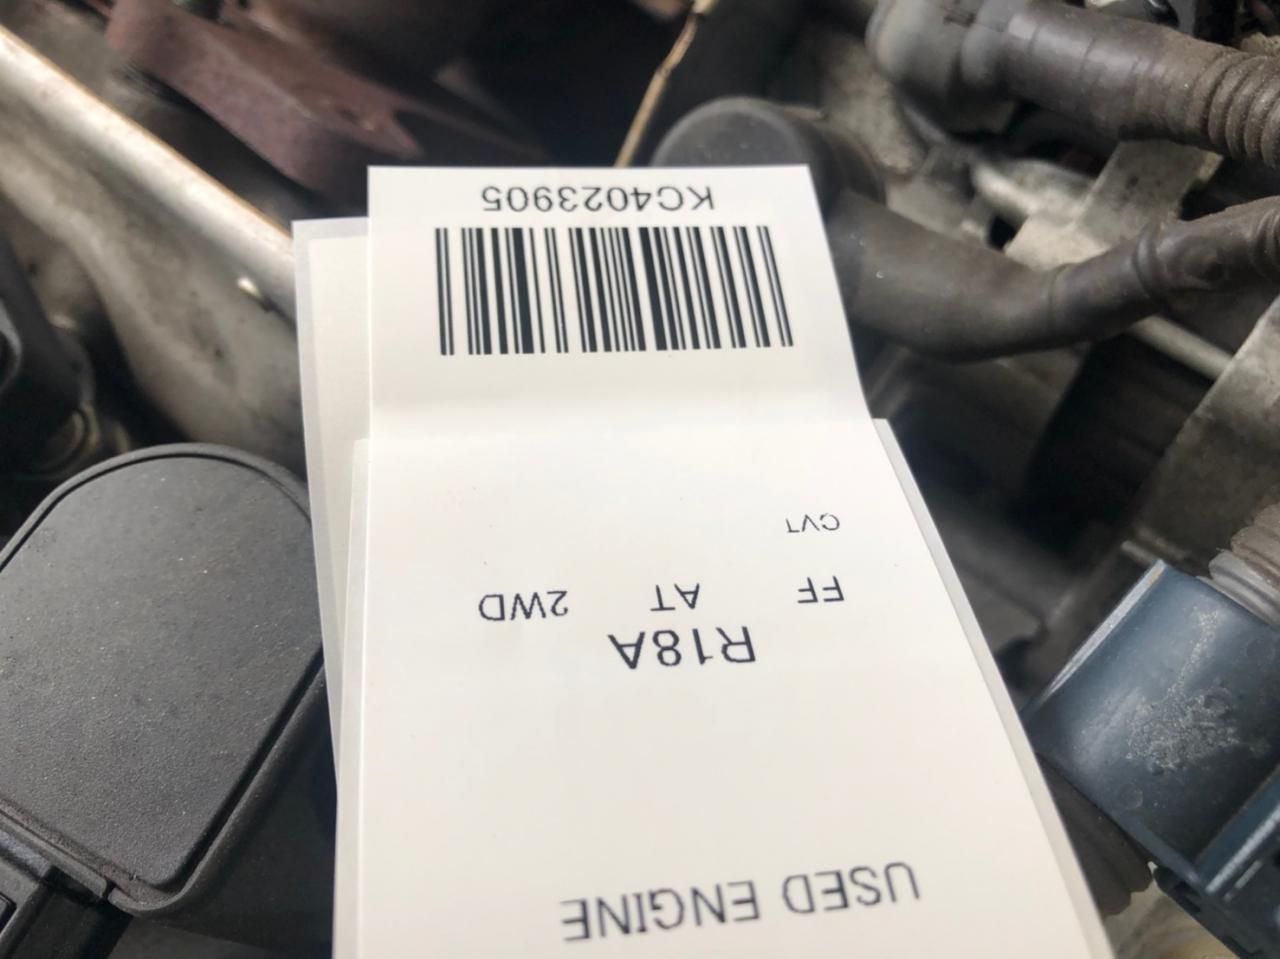 USED ENGINE
R18A
FF AT 2WD
CVT
KC4023905